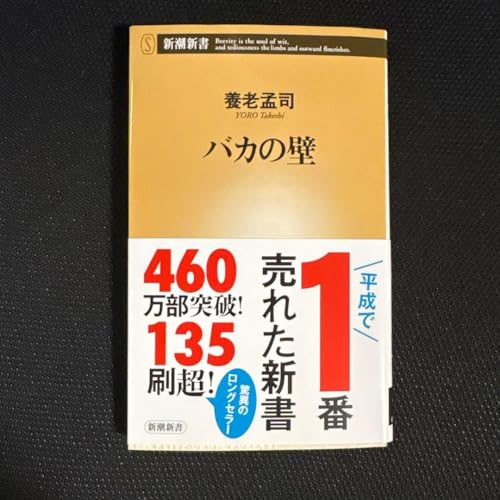 S 新潮新書
Brevity is the soul of wit,
and tediousness the limbs and outward flourishes.
養老孟司
YORO Takeshi
バカの壁
平成で
1番
売れた新書
460
万部突破!
135
刷超!
驚異の
ロングセラー
新潮新書